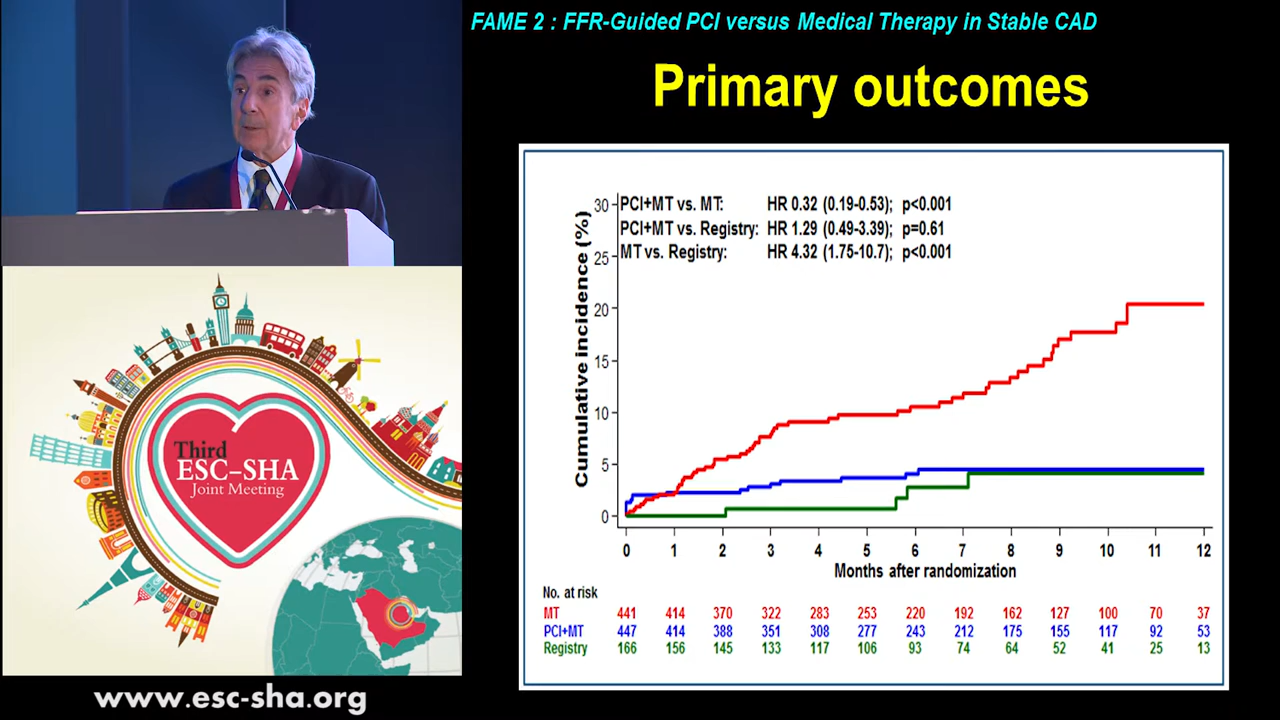 FAME 2 : FFR-Guided PCI versus Medical Therapy in Stable CAD
Primary outcomes
PCI+MT vs. MT: HR 0.32 (0.19-0.53); p<0.001
PCI+MT vs. Registry: HR 1.29 (0.49-3.39); p=0.61
MT vs. Registry: HR 4.32 (1.75-10.7); p<0.001
Cumulative incidence (%)
30
25
20
15
10
5
0
0 1 2 3 4 5 6 7 8 9 10 11 12
Months after randomization
No. at risk
MT 441 414 370 322 283 253 220 192 162 127 100 70 37
PCI+MT 447 414 388 351 308 277 243 212 175 155 117 92 53
Registry 166 156 145 133 117 106 93 74 64 52 41 25 13
Third
ESC–SHA
Joint Meeting
www.esc-sha.org